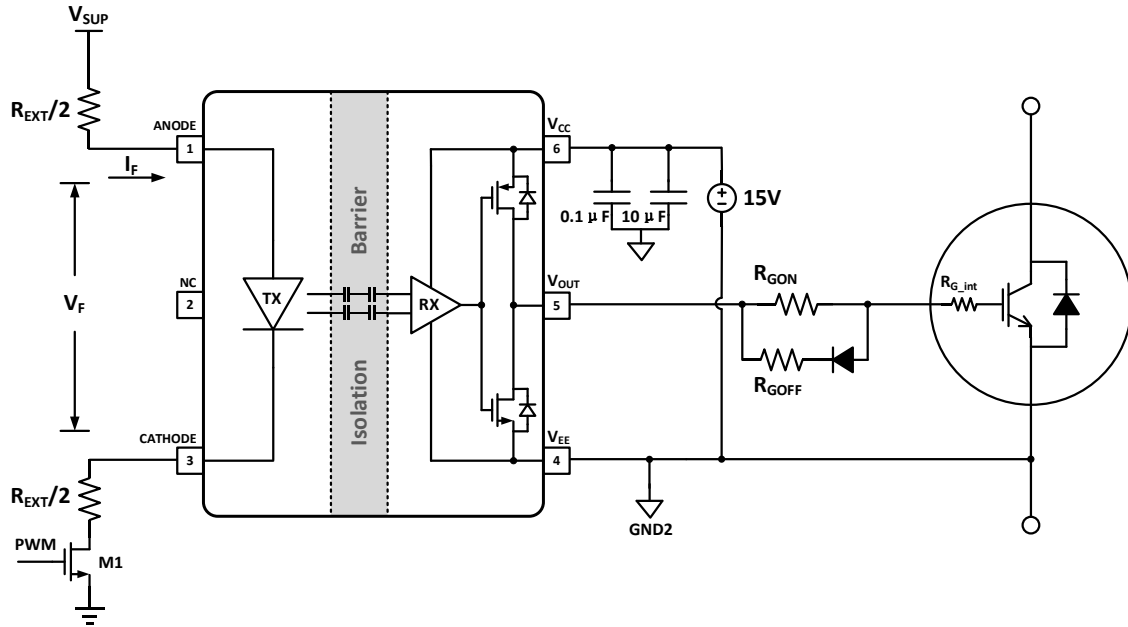 VSUP
REXT/2
ANODE
1
IF
VF
NC
2
CATHODE
3
REXT/2
PWM
M1
TX
Isolation Barrier
RX
VCC
6
0.1 μF
10 μF
15V
VOUT
5
RGON
RGOFF
RG_int
VEE
4
GND2